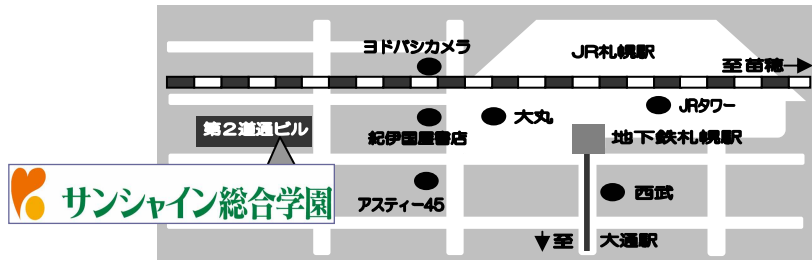 ヨドバシカメラ
JR札幌駅
至苗穂→
JRタワー
大丸
第2道通ビル
紀伊国屋書店
地下鉄札幌駅
サンシャイン総合学園
アスティー45
西武
↓至 大通駅